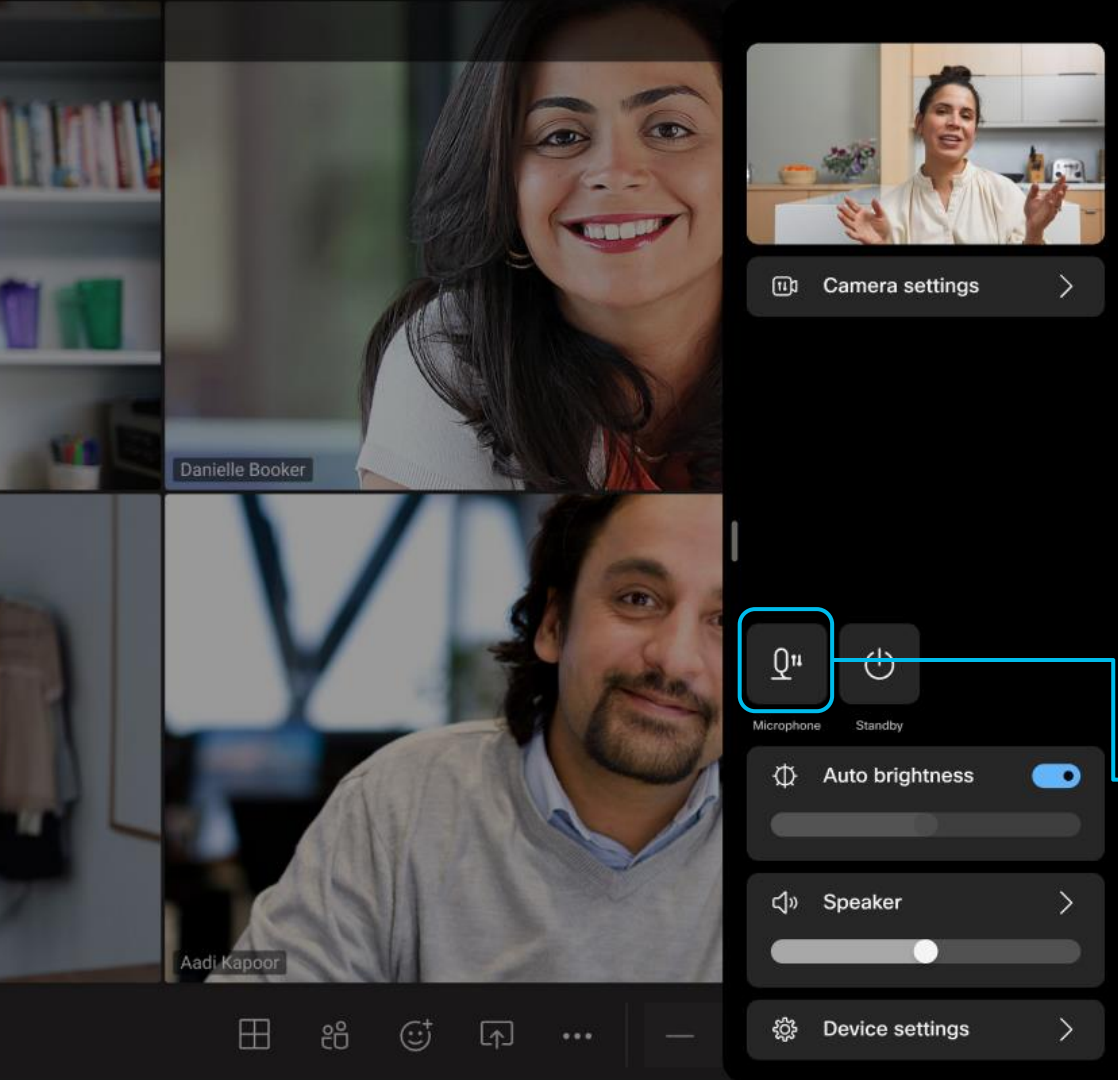 Danielle Booker
Aadi Kapoor
Camera settings
Microphone
Standby
Auto brightness
Speaker
Device settings